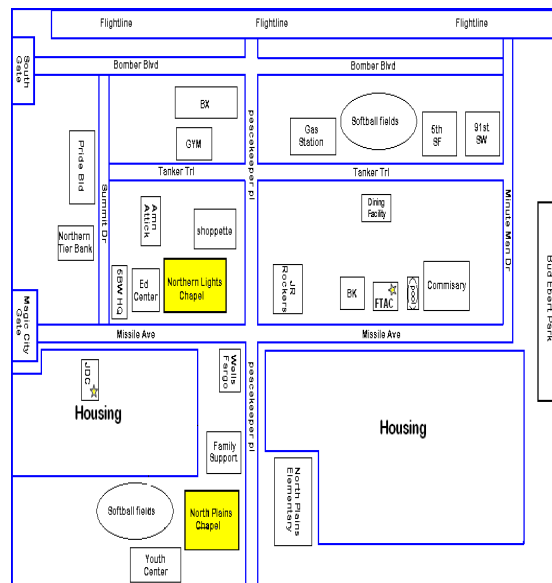 Flightline
Flightline
Flightline
South
Gate
Bomber Blvd
Bomber Blvd
BX
peacekeeper pl
Softball fields
Gas
Station
5th
SF
91st
SW
GYM
Pride Bld
Tanker Trl
Tanker Trl
Summit Dr
Minute Man Dr
Amn
Attick
shoppette
Dining
Facility
Northern
Tier Bank
Bud Ebert Park
5BW HQ
Ed
Center
Northern Lights
Chapel
JR
Rockers
BK
FTAC
(pool)
Commisary
Magic City
Gate
Missile Ave
Missile Ave
JDC
Housing
Wells
Fargo
peacekeeper pl
Housing
Family
Support
North Plains
Elementary
Softball fields
North Plains
Chapel
Youth
Center